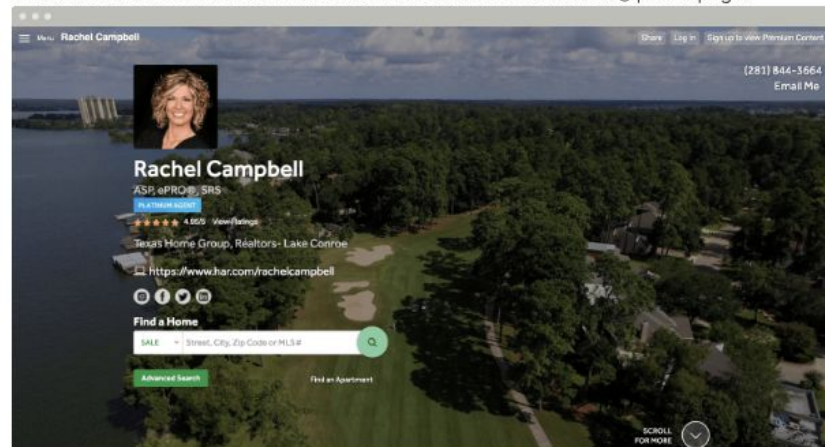 Menu Rachel Campbell
Share Log in Sign up to view Premium Content
(281) 844-3664
Email Me
Rachel Campbell
ASP, ePRO®, SRS
PLATINUM AGENT
4.95/5 View Ratings
Texas Home Group, Realtors- Lake Conroe
https://www.har.com/rachelcampbell
Find a Home
SALE Street, City, Zip Code or MLS#
Advanced Search Find an Apartment
SCROLL
FOR MORE